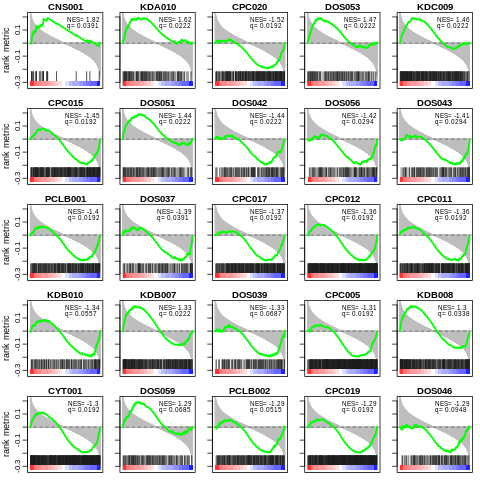 CNS001 KDA010 CPC020 DOS053 KDC009
NES= 1.82 NES= 1.62 NES= -1.52 NES= 1.47 NES= 1.46
q= 0.0391 q= 0.0222 q= 0.0192 q= 0.0222 q= 0.0222
rank metric
0.1
-0.1
-0.3
CPC015 DOS051 DOS042 DOS056 DOS043
NES= -1.45 NES= 1.44 NES= -1.44 NES= -1.42 NES= -1.41
q= 0.0192 q= 0.0222 q= 0.0222 q= 0.0294 q= 0.0294
rank metric
0.1
-0.1
-0.3
PCLB001 DOS037 CPC017 CPC012 CPC011
NES= -1.4 NES= -1.39 NES= -1.37 NES= -1.36 NES= -1.36
q= 0.0192 q= 0.0391 q= 0.0192 q= 0.0192 q= 0.0192
rank metric
0.1
-0.1
-0.3
KDB010 KDB007 DOS039 CPC005 KDB008
NES= -1.34 NES= 1.33 NES= -1.33 NES= -1.31 NES= 1.3
q= 0.0557 q= 0.0222 q= 0.0687 q= 0.0192 q= 0.0338
rank metric
0.1
-0.1
-0.3
CYT001 DOS059 PCLB002 CPC019 DOS046
NES= -1.3 NES= 1.29 NES= -1.29 NES= -1.29 NES= -1.29
q= 0.0192 q= 0.0685 q= 0.0515 q= 0.0192 q= 0.0948
rank metric
0.1
-0.1
-0.3